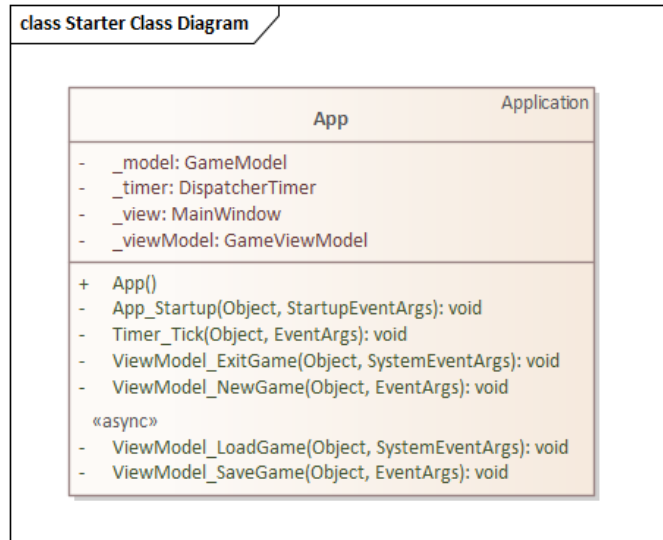 class Starter Class Diagram
Application
App
- _model: GameModel
- _timer: DispatcherTimer
- _view: MainWindow
- _viewModel: GameViewModel
+ App()
- App_Startup(Object, StartupEventArgs): void
- Timer_Tick(Object, EventArgs): void
- ViewModel_ExitGame(Object, SystemEventArgs): void
- ViewModel_NewGame(Object, EventArgs): void
«async»
- ViewModel_LoadGame(Object, SystemEventArgs): void
- ViewModel_SaveGame(Object, EventArgs): void